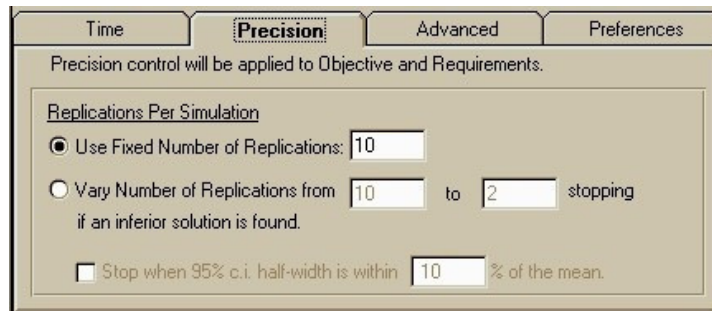 Time Precision Advanced Preferences
Precision control will be applied to Objective and Requirements.
Replications Per Simulation
Use Fixed Number of Replications: 10
Vary Number of Replications from 10 to 2 stopping
if an inferior solution is found.
Stop when 95% c.i. half-width is within 10 % of the mean.